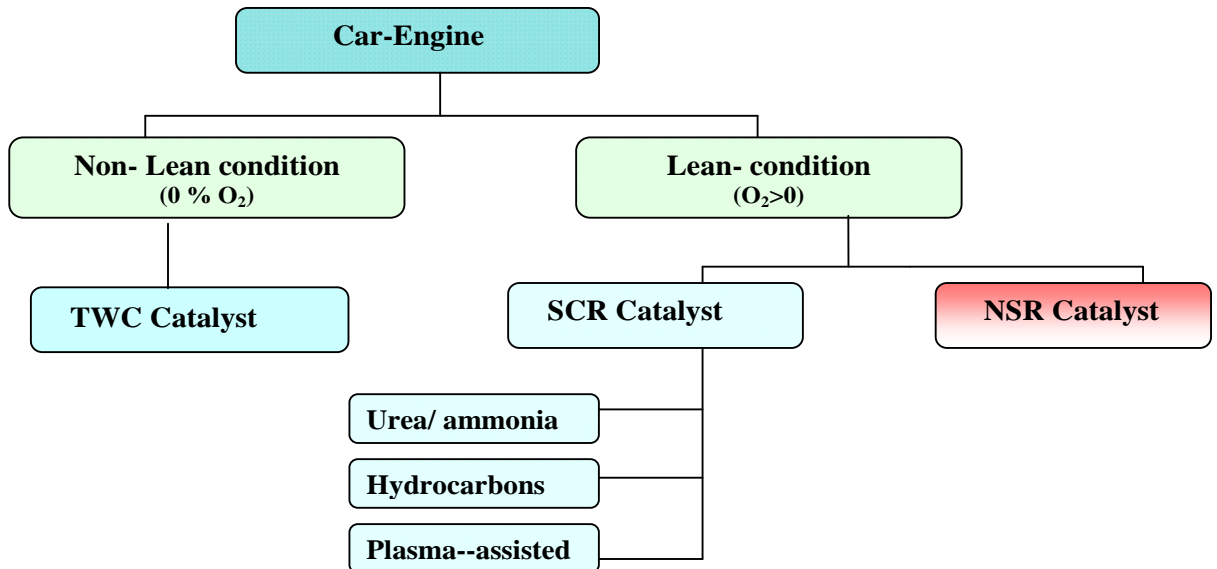 Car-Engine
Non- Lean condition
(0 % O₂)
Lean- condition
(O₂>0)
TWC Catalyst
SCR Catalyst
NSR Catalyst
Urea/ ammonia
Hydrocarbons
Plasma--assisted